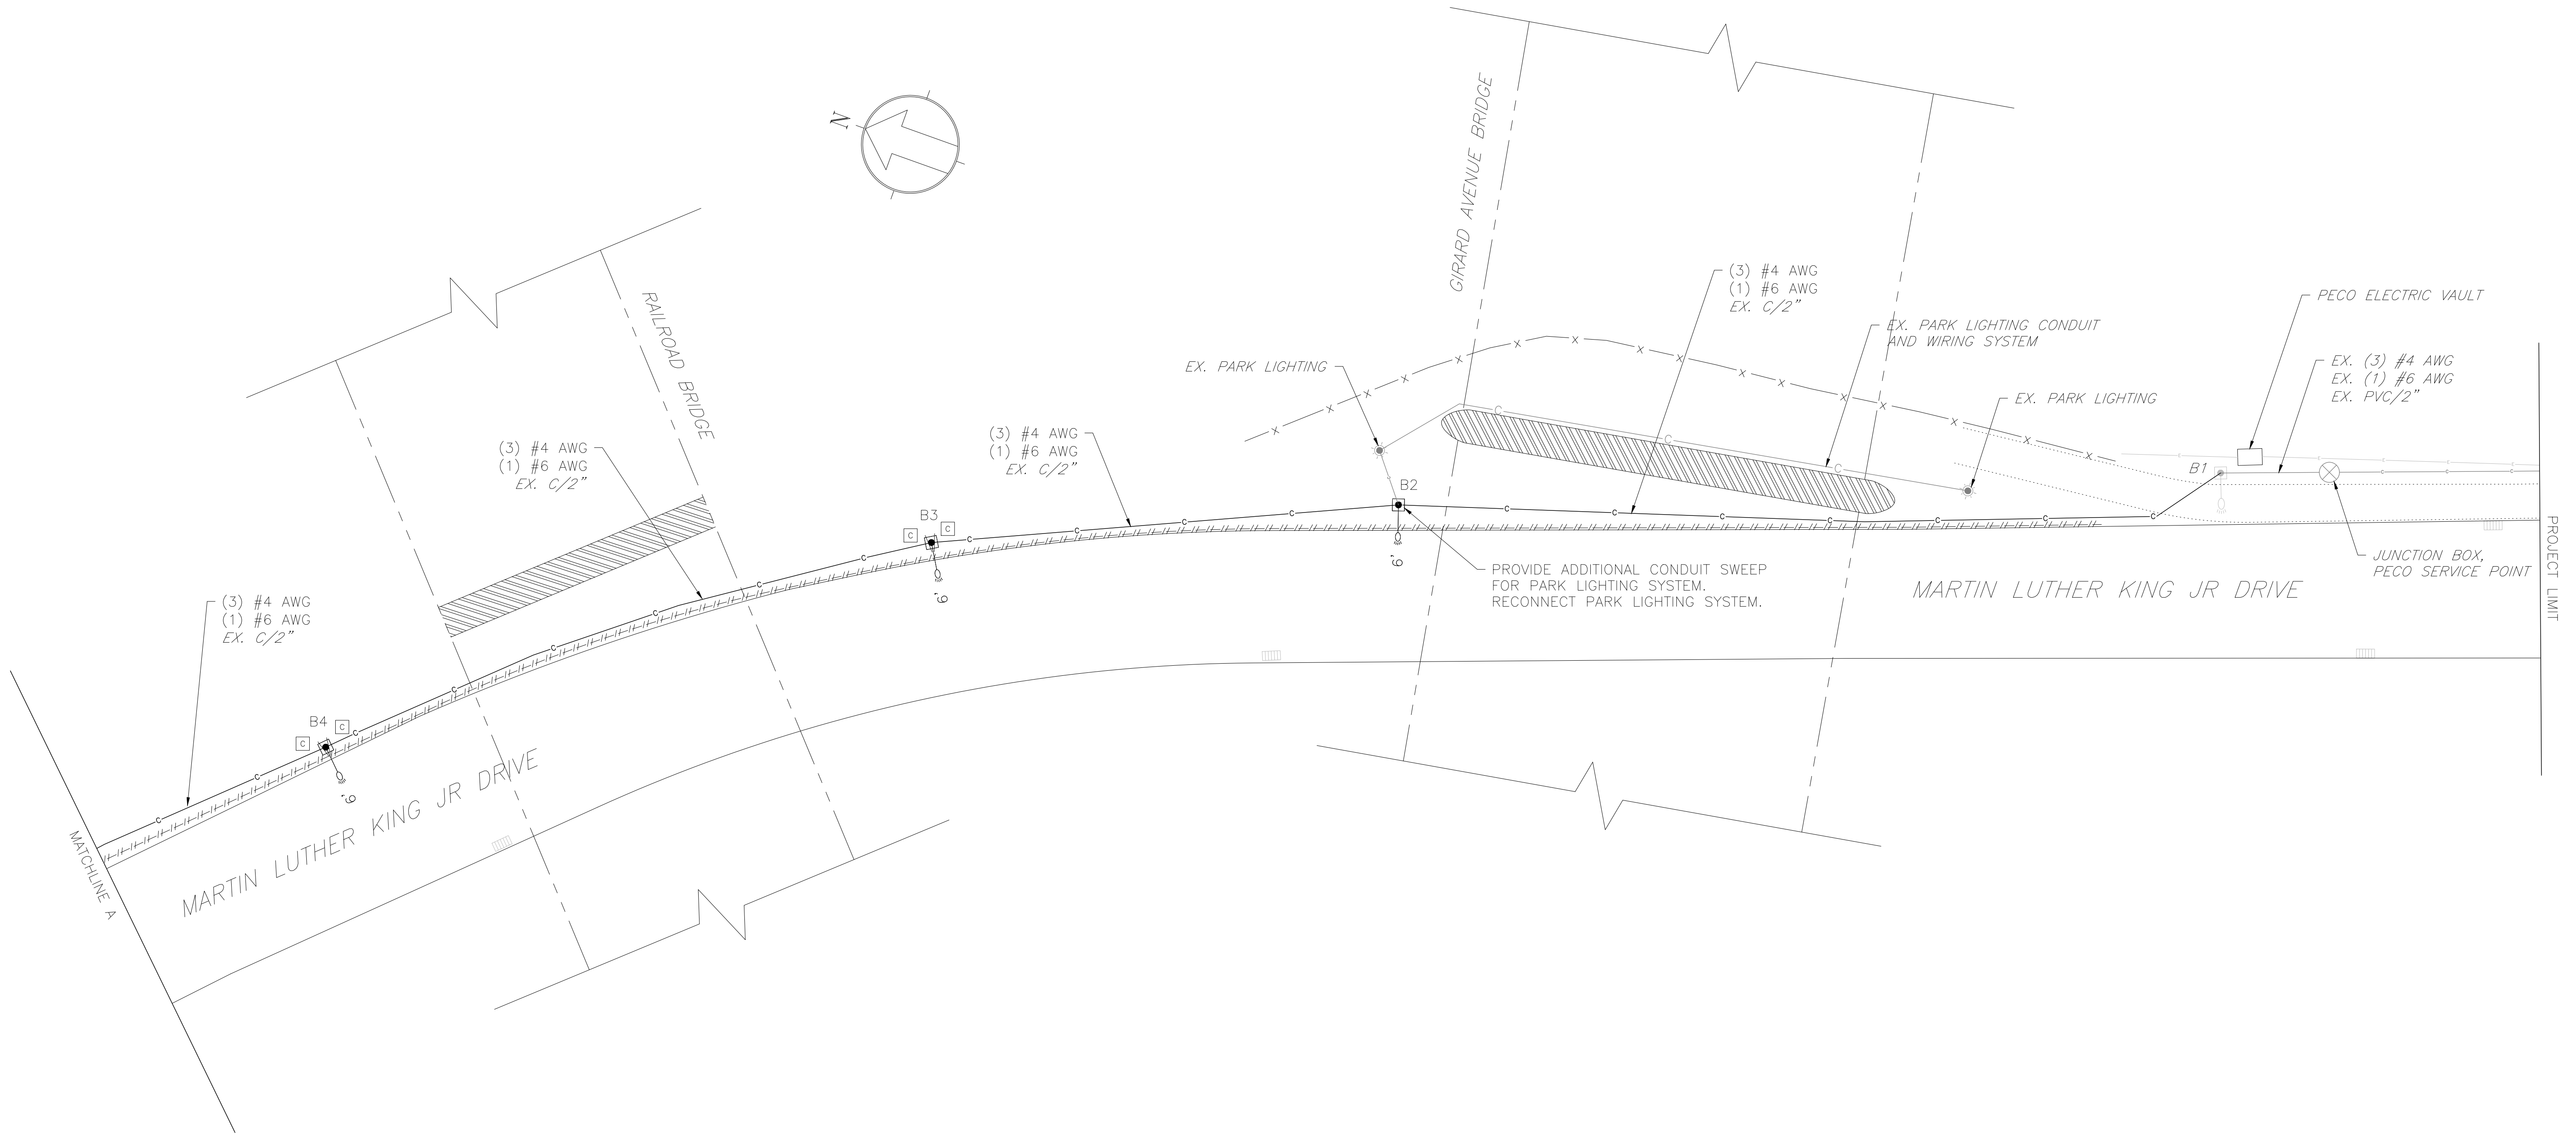 N
GIRARD AVENUE BRIDGE
RAILROAD BRIDGE
(3) #4 AWG
(1) #6 AWG
EX. C/2"
EX. PARK LIGHTING CONDUIT
AND WIRING SYSTEM
PECO ELECTRIC VAULT
EX. (3) #4 AWG
EX. (1) #6 AWG
EX. PVC/2"
EX. PARK LIGHTING
EX. PARK LIGHTING
(3) #4 AWG
(1) #6 AWG
EX. C/2"
(3) #4 AWG
(1) #6 AWG
EX. C/2"
(3) #4 AWG
(1) #6 AWG
EX. C/2"
B1
B2
B3
B4
C
C
C
C
6'
6'
6'
PROVIDE ADDITIONAL CONDUIT SWEEP
FOR PARK LIGHTING SYSTEM.
RECONNECT PARK LIGHTING SYSTEM.
JUNCTION BOX,
PECO SERVICE POINT
MARTIN LUTHER KING JR DRIVE
MARTIN LUTHER KING JR DRIVE
PROJECT LIMIT
MATCHLINE A